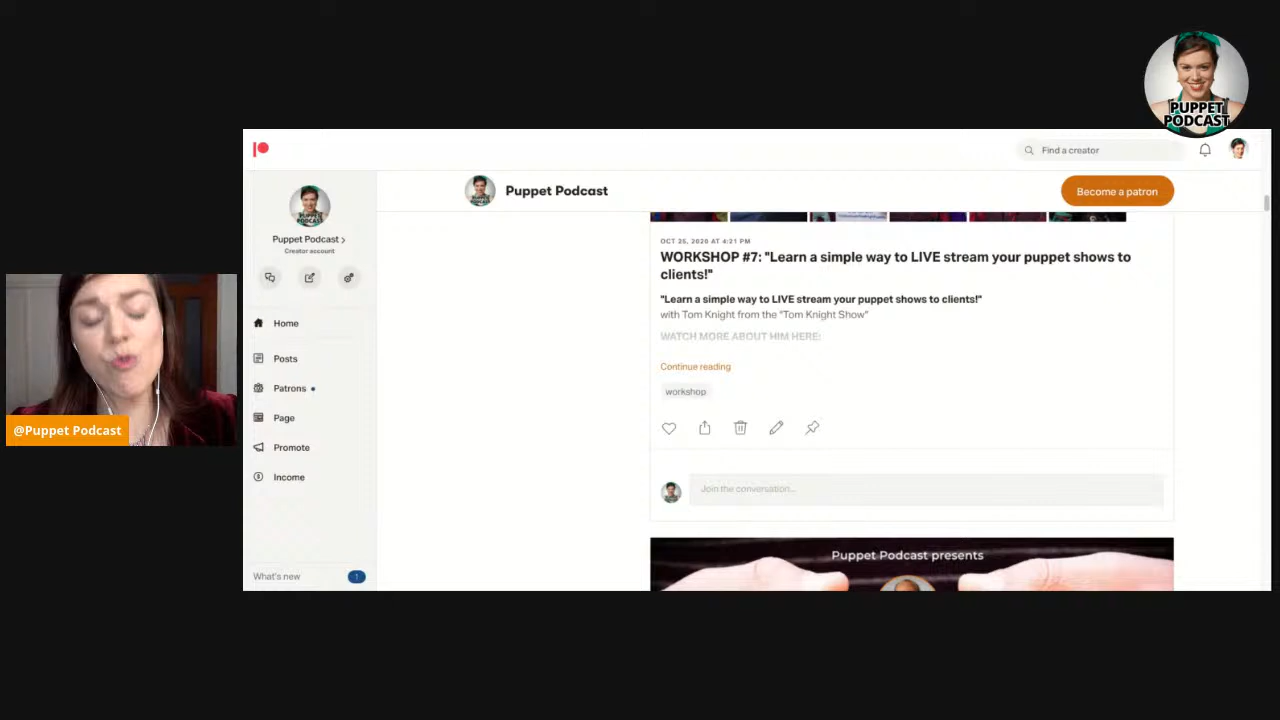 PUPPET
PODCAST
Find a creator
Puppet Podcast
Become a patron
PUPPET
PODCAST
Puppet Podcast >
Creator account
Home
Posts
Patrons
Page
Promote
Income
What's new
1
OCT 25, 2020 AT 4:21 PM
WORKSHOP #7: "Learn a simple way to LIVE stream your puppet shows to
clients!"
"Learn a simple way to LIVE stream your puppet shows to clients!"
with Tom Knight from the "Tom Knight Show"
WATCH MORE ABOUT HIM HERE:
Continue reading
workshop
Join the conversation...
Puppet Podcast presents
@Puppet Podcast